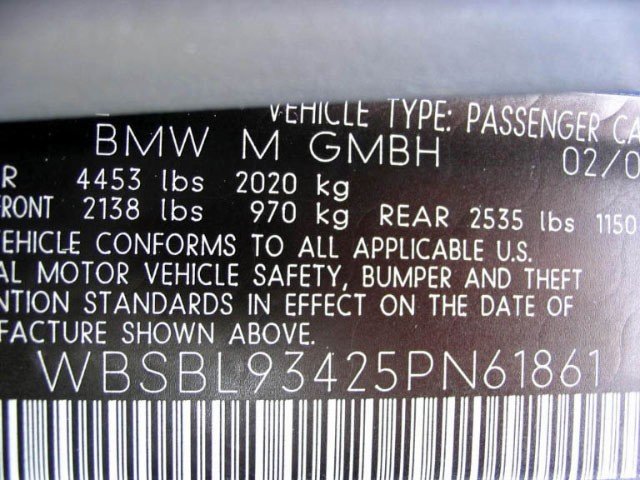 VEHICLE TYPE: PASSENGER CA
BMW M GMBH 02/0
R 4453 lbs 2020 kg
FRONT 2138 lbs 970 kg REAR 2535 lbs 1150
VEHICLE CONFORMS TO ALL APPLICABLE U.S.
AL MOTOR VEHICLE SAFETY, BUMPER AND THEFT
NTION STANDARDS IN EFFECT ON THE DATE OF
FACTURE SHOWN ABOVE.
WBSBL93425PN61861